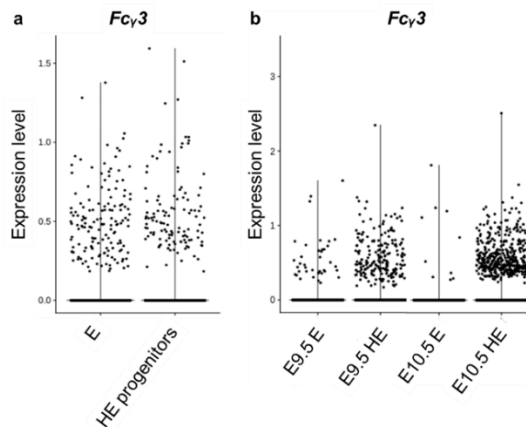 a
Fcγ3
Expression level
1.5
1.0
0.5
0.0
E
HE progenitors
b
Fcγ3
Expression level
3
2
1
0
E9.5 E
E9.5 HE
E10.5 E
E10.5 HE